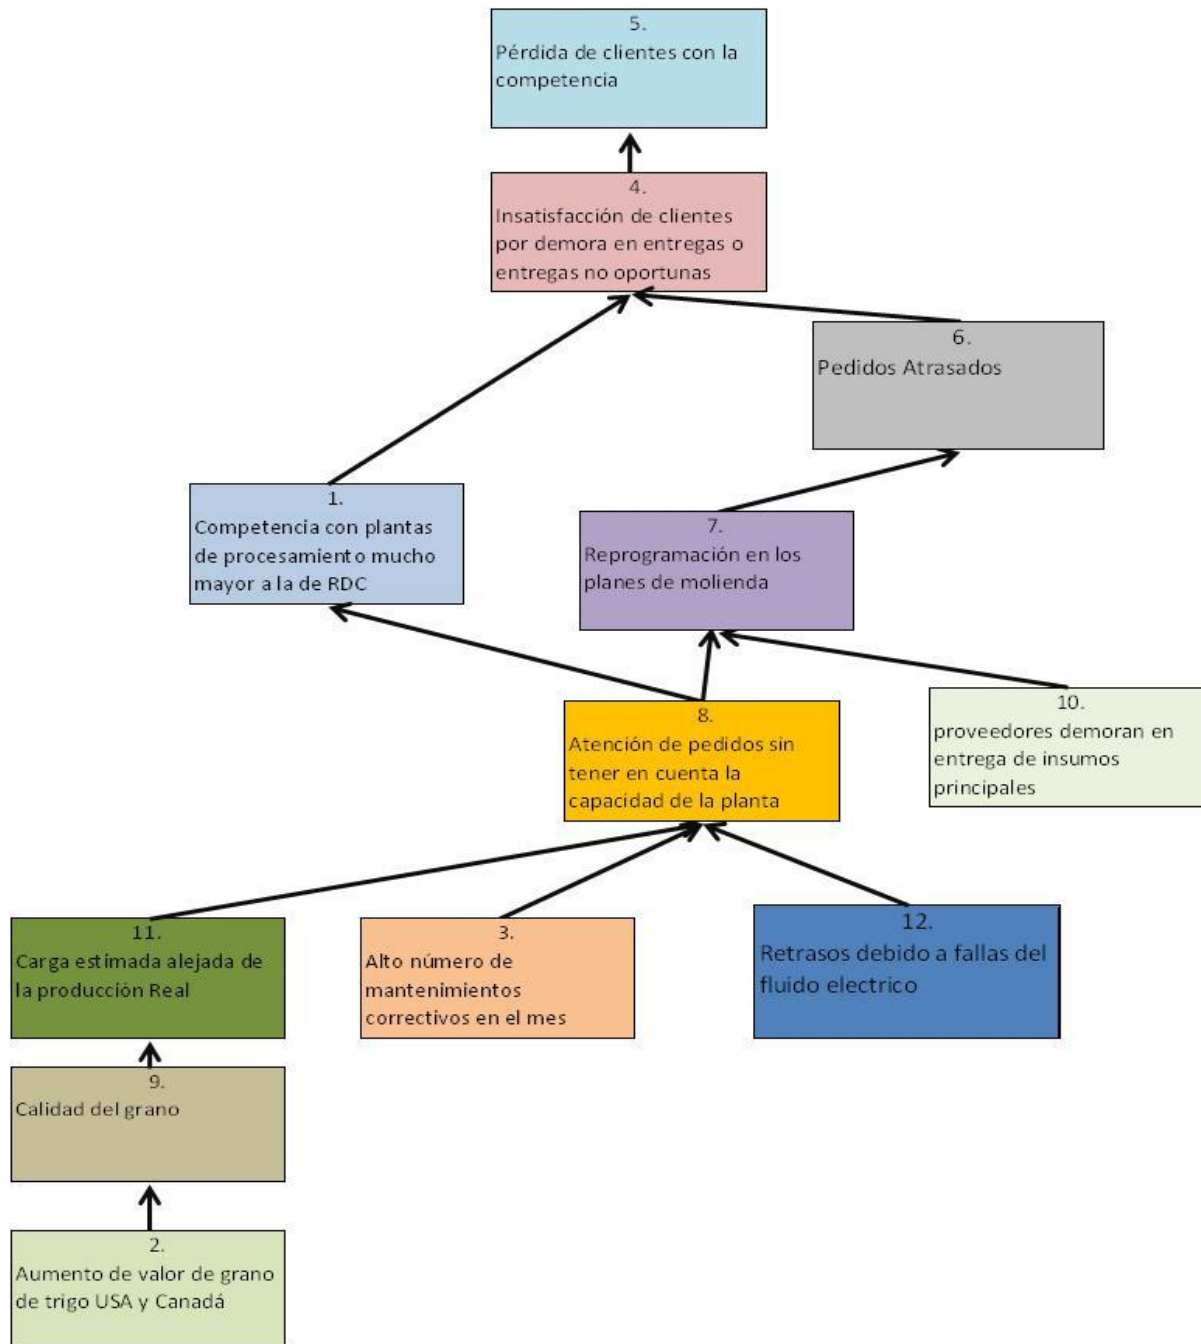 5.
Pérdida de clientes con la
competencia
4.
Insatisfacción de clientes
por demora en entregas o
entregas no oportunas
6.
Pedidos Atrasados
1.
Competencia con plantas
de procesamiento mucho
mayor a la de RDC
7.
Reprogramación en los
planes de molienda
8.
Atención de pedidos sin
tener en cuenta la
capacidad de la planta
10.
proveedores demoran en
entrega de insumos
principales
11.
Carga estimada alejada de
la producción Real
3.
Alto número de
mantenimientos
correctivos en el mes
12.
Retrasos debido a fallas del
fluido electrico
9.
Calidad del grano
2.
Aumento de valor de grano
de trigo USA y Canadá